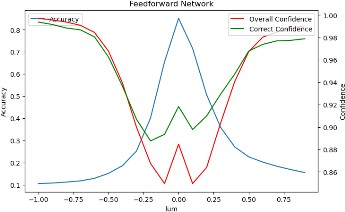 Feedforward Network
Accuracy
Overall Confidence
Correct Confidence
0.8
0.7
0.6
0.5
0.4
0.3
0.2
0.1
Accuracy
1.00
0.98
0.96
0.94
0.92
0.90
0.88
0.86
Confidence
−1.00 −0.75 −0.50 −0.25 0.00 0.25 0.50 0.75
lum